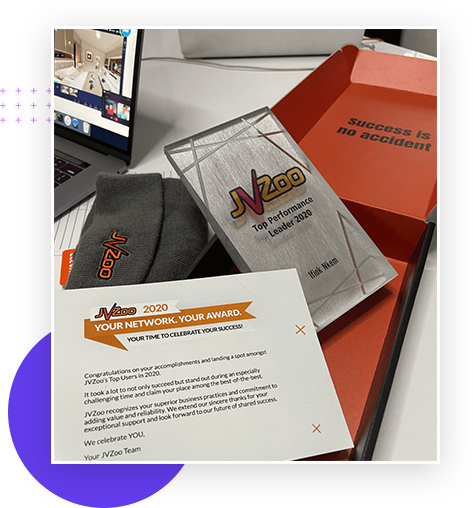 Success is
no accident
JVZoo
Top Performance
Leader 2020
Ifiok Nkem
JVZoo
JVZoo 2020
YOUR NETWORK. YOUR AWARD.
YOUR TIME TO CELEBRATE YOUR SUCCESS!
Congratulations on your accomplishments and landing a spot amongst
JVZoo's Top Users in 2020.
It took a lot to not only succeed but stand out during an especially
challenging time and claim your place among the best-of-the-best.
JVZoo recognizes your superior business practices and commitment to
adding value and reliability. We extend our sincere thanks for your
exceptional support and look forward to our future of shared success.
We celebrate YOU,
Your JVZoo Team